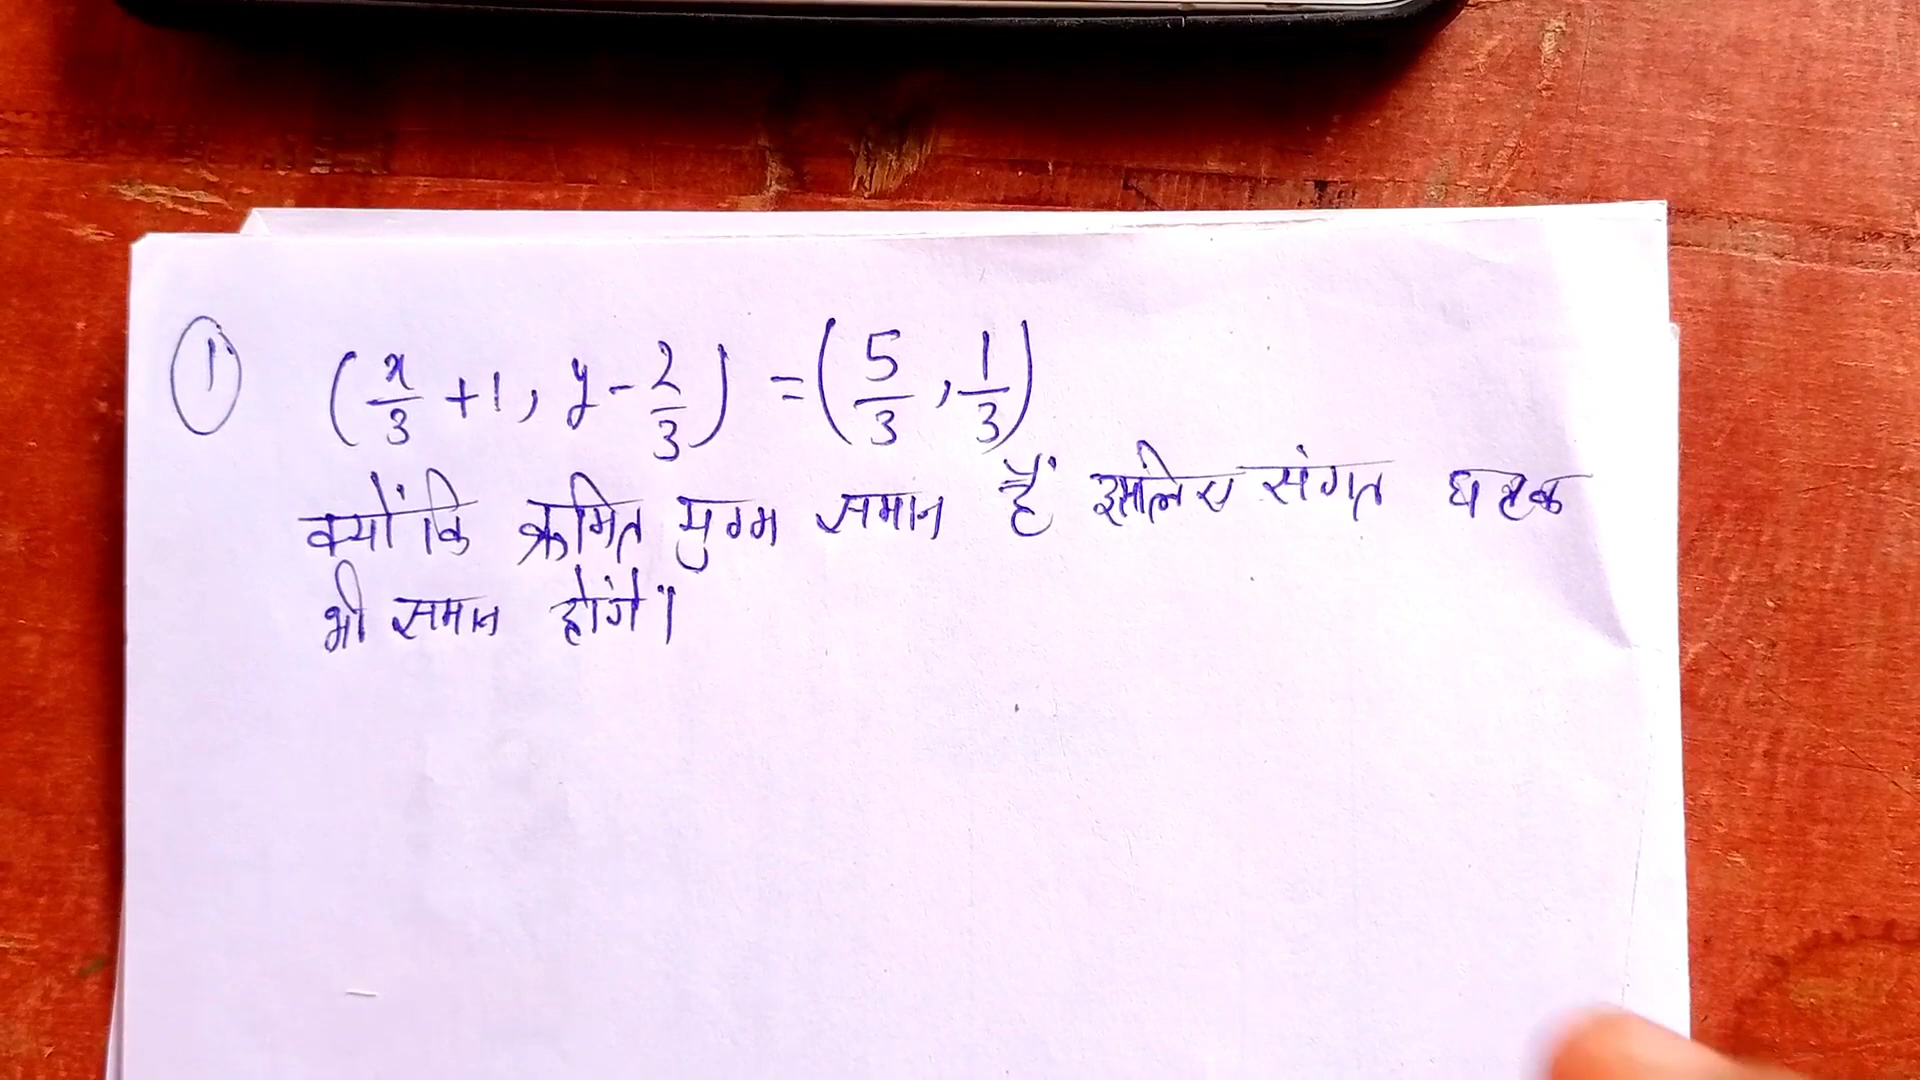 ① (x/3 + 1, y - 2/3) = (5/3, 1/3)
क्योंकि क्रमित युग्म समान हैं इसलिए संगत घटक
भी समान होंगे।